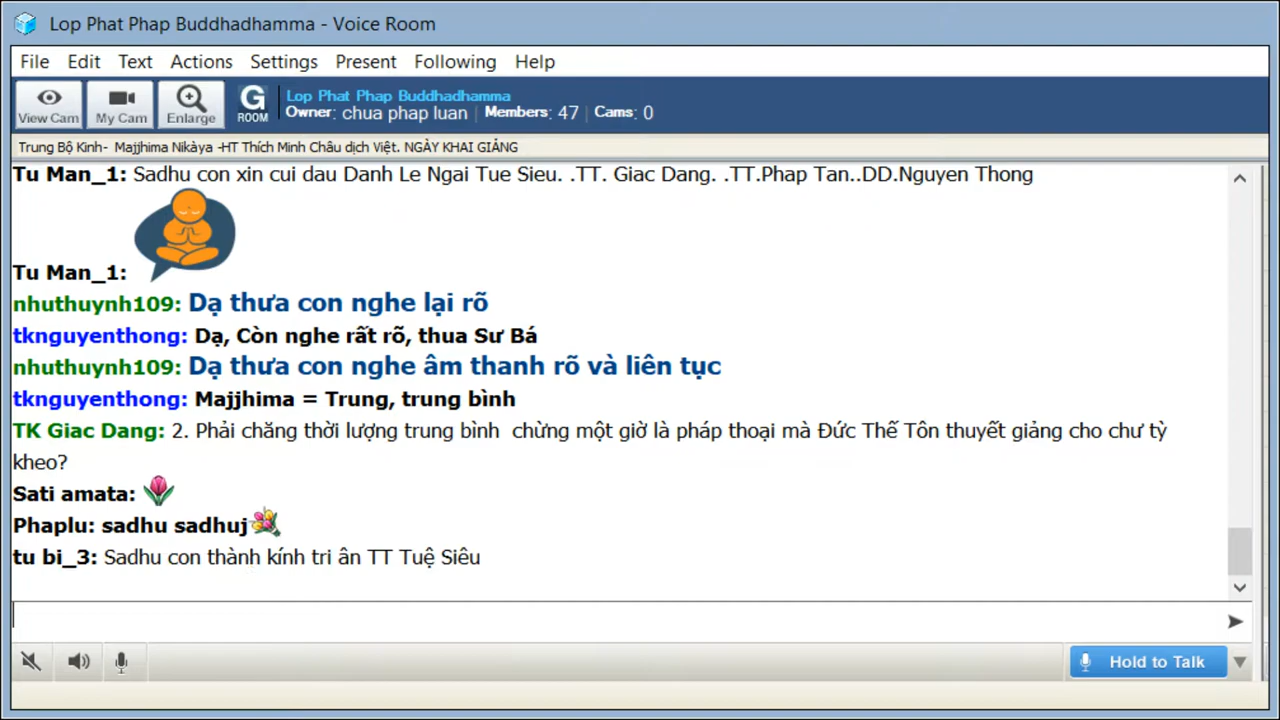 Lop Phat Phap Buddhadhamma - Voice Room
File Edit Text Actions Settings Present Following Help
View Cam My Cam Enlarge G ROOM
Lop Phat Phap Buddhadhamma
Owner: chua phap luan | Members: 47 | Cams: 0
Trung Bộ Kinh- Majjhima Nikàya -HT Thích Minh Châu dịch Việt. NGÀY KHAI GIẢNG
Tu Man_1: Sadhu con xin cui dau Danh Le Ngai Tue Sieu. .TT. Giac Dang. .TT.Phap Tan..DD.Nguyen Thong
Tu Man_1:
nhuthuynh109: Dạ thưa con nghe lại rõ
tknguyenthong: Dạ, Còn nghe rất rõ, thua Sư Bá
nhuthuynh109: Dạ thưa con nghe âm thanh rõ và liên tục
tknguyenthong: Majjhima = Trung, trung bình
TK Giac Dang: 2. Phải chăng thời lượng trung bình chừng một giờ là pháp thoại mà Đức Thế Tôn thuyết giảng cho chư tỳ
kheo?
Sati amata:
Phaplu: sadhu sadhuj
tu bi_3: Sadhu con thành kính tri ân TT Tuệ Siêu
Hold to Talk